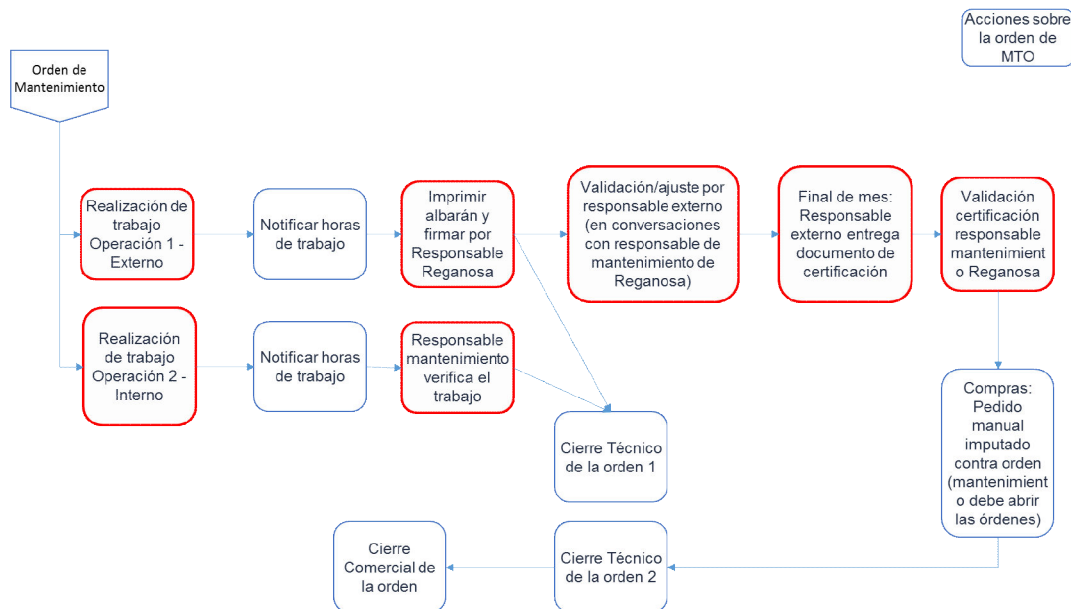 Acciones sobre
la orden de
MTO
Orden de
Mantenimiento
Realización de
trabajo
Operación 1 -
Externo
Notificar horas
de trabajo
Imprimir
albarán y
firmar por
Responsable
Reganosa
Validación/ajuste por
responsable externo
(en conversaciones
con responsable de
mantenimiento de
Reganosa)
Final de mes:
Responsable
externo entrega
documento de
certificación
Validación
certificación
responsable
mantenimient
o Reganosa
Realización
de trabajo
Operación 2 -
Interno
Notificar horas
de trabajo
Responsable
mantenimiento
verifica el
trabajo
Compras:
Pedido
manual
imputado
contra orden
(mantenimient
o debe abrir
las órdenes)
Cierre Técnico
de la orden 1
Cierre Técnico
de la orden 2
Cierre
Comercial de
la orden